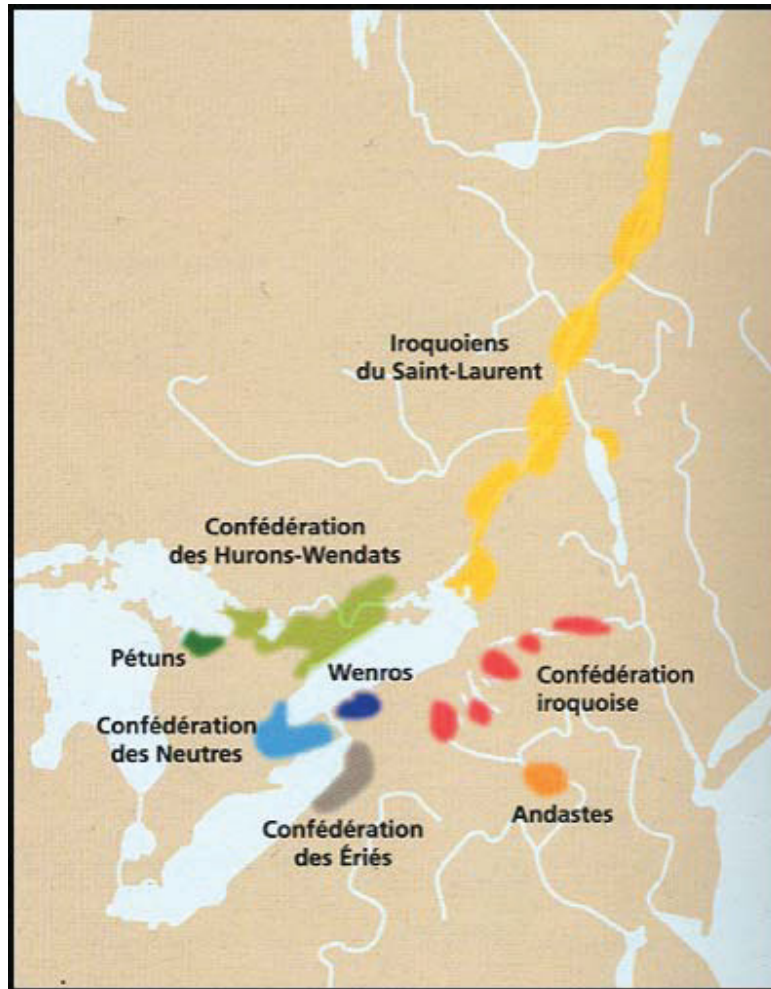 Iroquoiens
du Saint-Laurent
Confédération
des Hurons-Wendats
Pétuns
Wenros
Confédération
iroquoise
Confédération
des Neutres
Andastes
Confédération
des Ériés